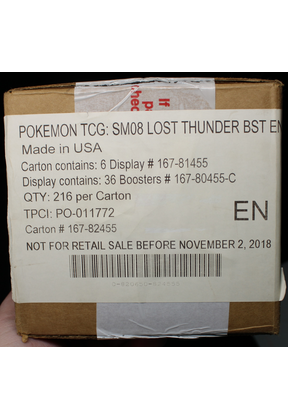 If
POKEMON TCG: SM08 LOST THUNDER BST EN
Made in USA
Carton contains: 6 Display # 167-81455
Display contains: 36 Boosters # 167-80455-C
QTY: 216 per Carton
TPCI: PO-011772
EN
Carton # 167-82455
NOT FOR RETAIL SALE BEFORE NOVEMBER 2, 2018